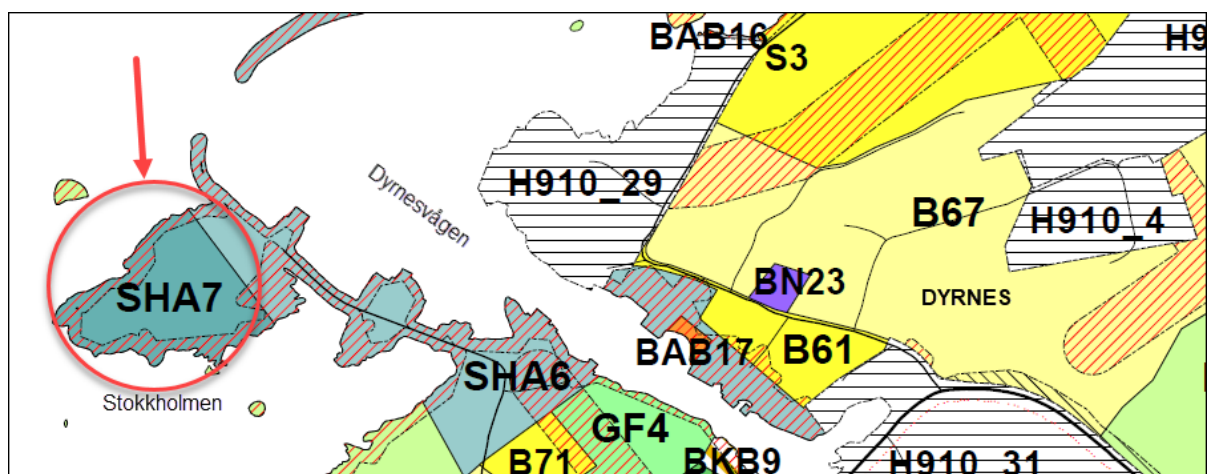 BAB16
S3
H9
Dyrnesvågen
H910_29
B67
H910_4
SHA7
BN23
DYRNES
BAB17
B61
SHA6
Stokkholmen
GF4
B71
BKB9
H910_31